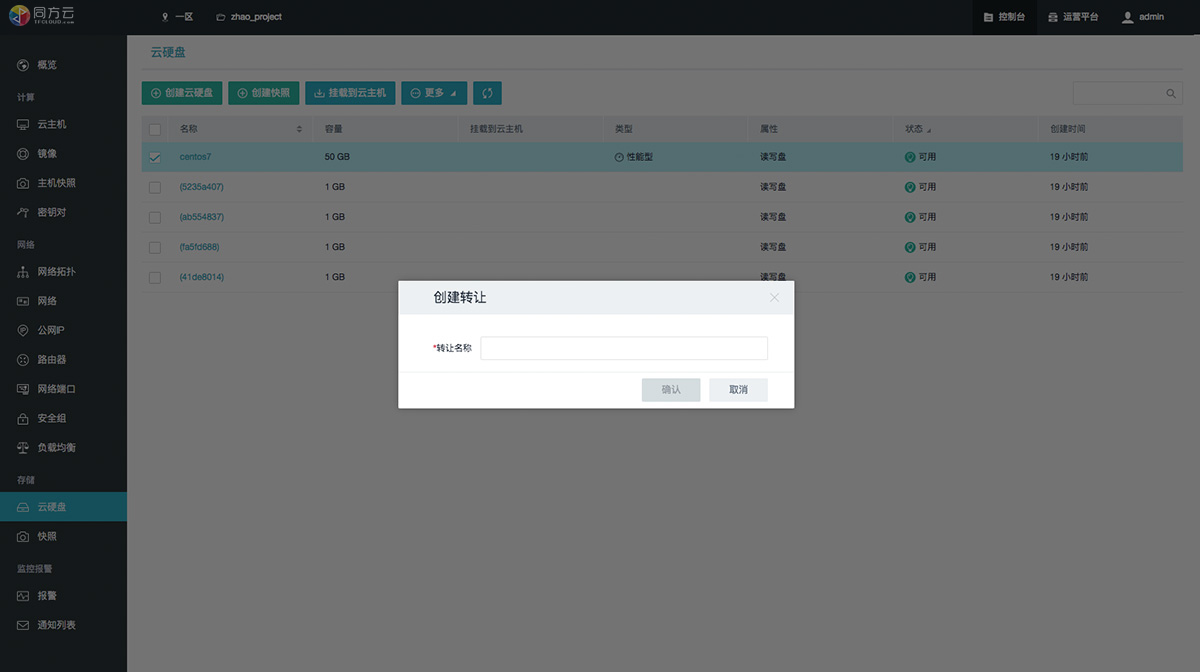 同方云
TFCLOUD.com
一区
zhao_project
控制台
运营平台
admin
概览
计算
云主机
镜像
主机快照
密钥对
网络
网络拓扑
网络
公网IP
路由器
网络端口
安全组
负载均衡
存储
云硬盘
快照
监控报警
报警
通知列表
云硬盘
创建云硬盘
创建快照
挂载到云主机
更多
名称 容量 挂载到云主机 类型 属性 状态 创建时间
centos7 50 GB 性能型 读写盘 可用 19 小时前
(5235a407) 1 GB 读写盘 可用 19 小时前
(ab554637) 1 GB 读写盘 可用 19 小时前
(fa5fd688) 1 GB 读写盘 可用 19 小时前
(41de8014) 1 GB 读写盘 可用 19 小时前
创建转让
*转让名称
确认 取消